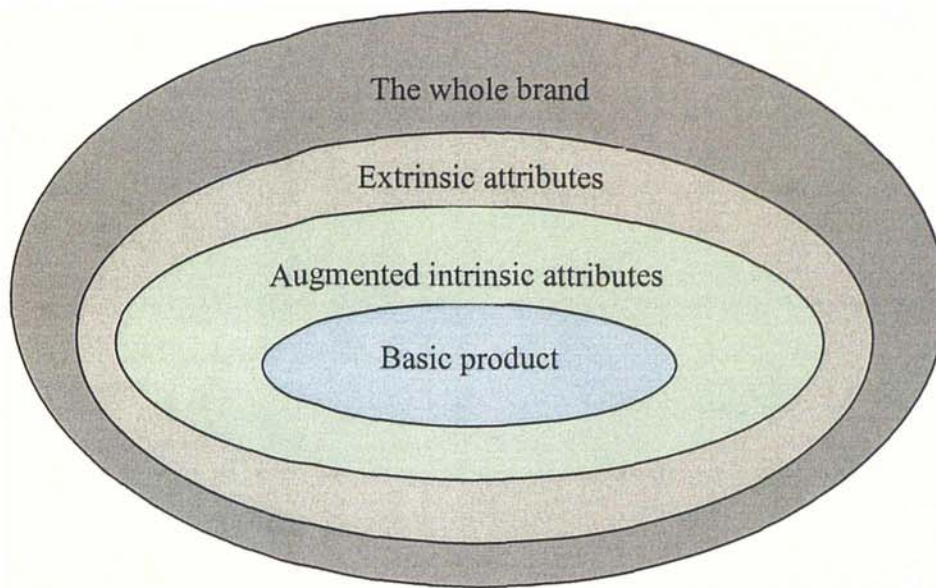 The whole brand
Extrinsic attributes
Augmented intrinsic attributes
Basic product